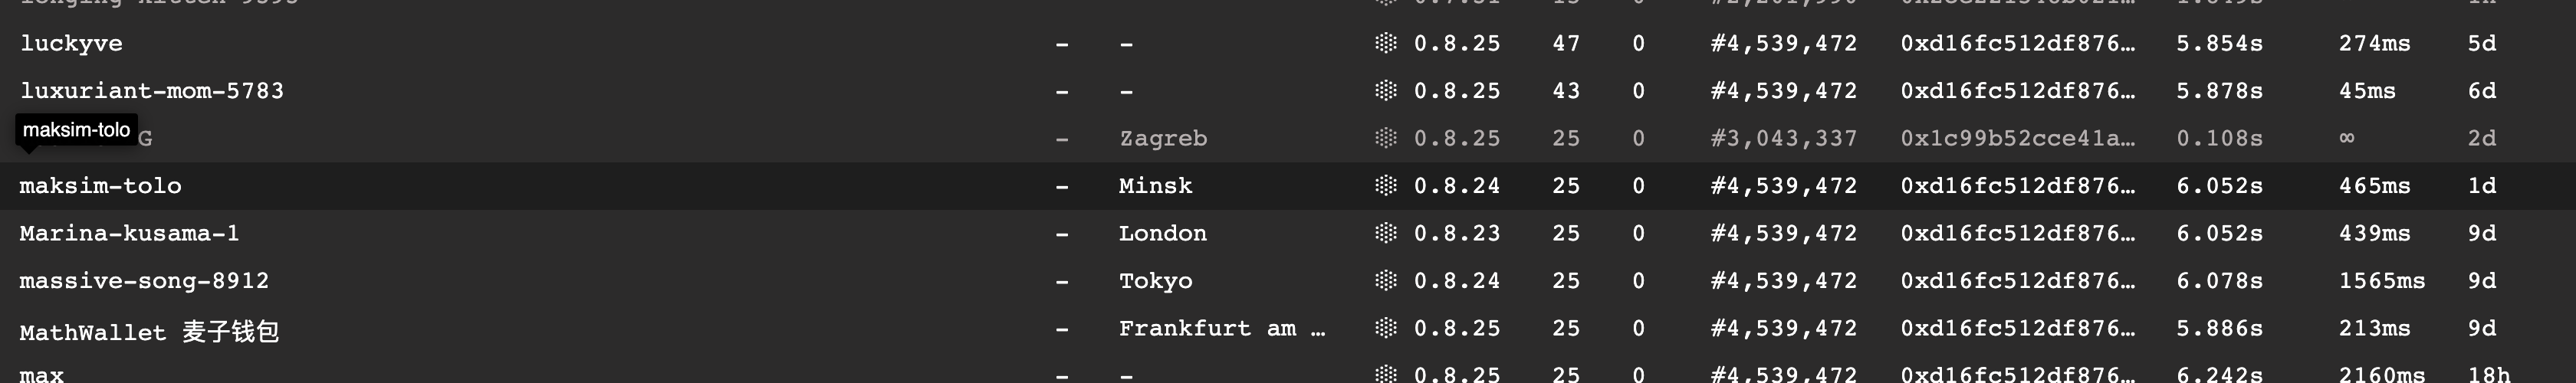 luckyve – – 0.8.25 47 0 #4,539,472 0xd16fc512df876… 5.854s 274ms 5d
luxuriant-mom-5783 – – 0.8.25 43 0 #4,539,472 0xd16fc512df876… 5.878s 45ms 6d
maksim-tolo
G – Zagreb 0.8.25 25 0 #3,043,337 0x1c99b52cce41a… 0.108s ∞ 2d
maksim-tolo – Minsk 0.8.24 25 0 #4,539,472 0xd16fc512df876… 6.052s 465ms 1d
Marina-kusama-1 – London 0.8.23 25 0 #4,539,472 0xd16fc512df876… 6.052s 439ms 9d
massive-song-8912 – Tokyo 0.8.24 25 0 #4,539,472 0xd16fc512df876… 6.078s 1565ms 9d
MathWallet 麦子钱包 – Frankfurt am … 0.8.25 25 0 #4,539,472 0xd16fc512df876… 5.886s 213ms 9d
max – – 0.8.25 25 0 #4,539,472 0xd16fc512df876… 6.242s 2160ms 18h